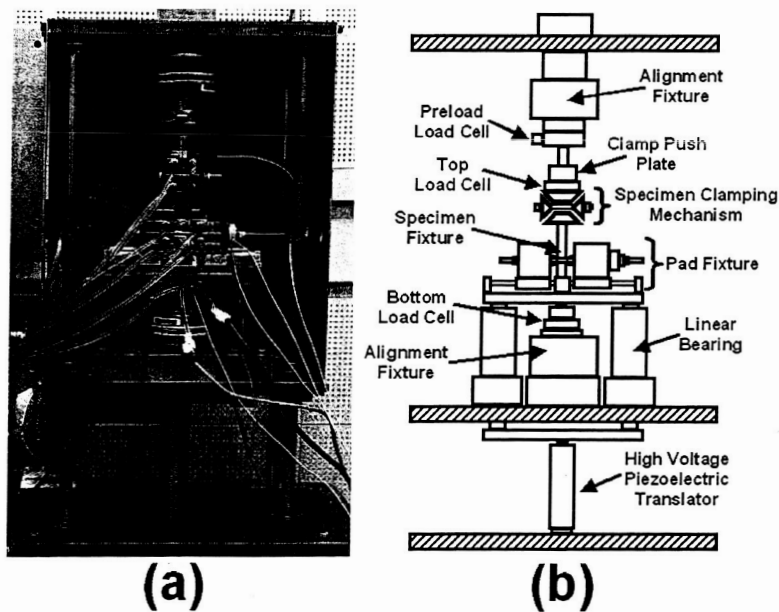 Alignment
Fixture
Preload
Load Cell
Clamp Push
Plate
Top
Load Cell
Specimen Clamping
Mechanism
Specimen
Fixture
Pad Fixture
Bottom
Load Cell
Linear
Bearing
Alignment
Fixture
High Voltage
Piezoelectric
Translator
(a)
(b)